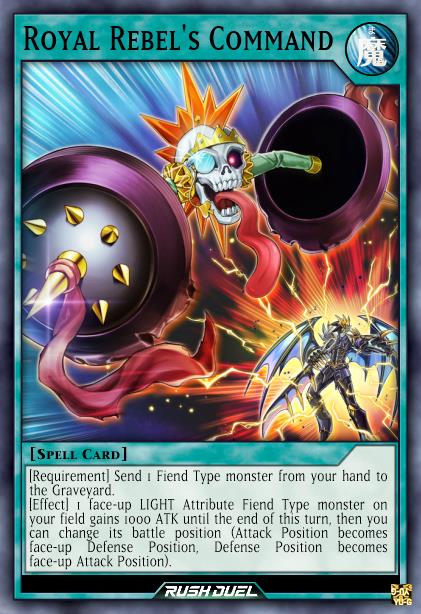 Royal Rebel's Command
ま
魔
[Spell Card]
[Requirement] Send 1 Fiend Type monster from your hand to
the Graveyard.
[Effect] 1 face-up LIGHT Attribute Fiend Type monster on
your field gains 1000 ATK until the end of this turn, then you
can change its battle position (Attack Position becomes
face-up Defense Position, Defense Position becomes
face-up Attack Position).
RUSH DUEL